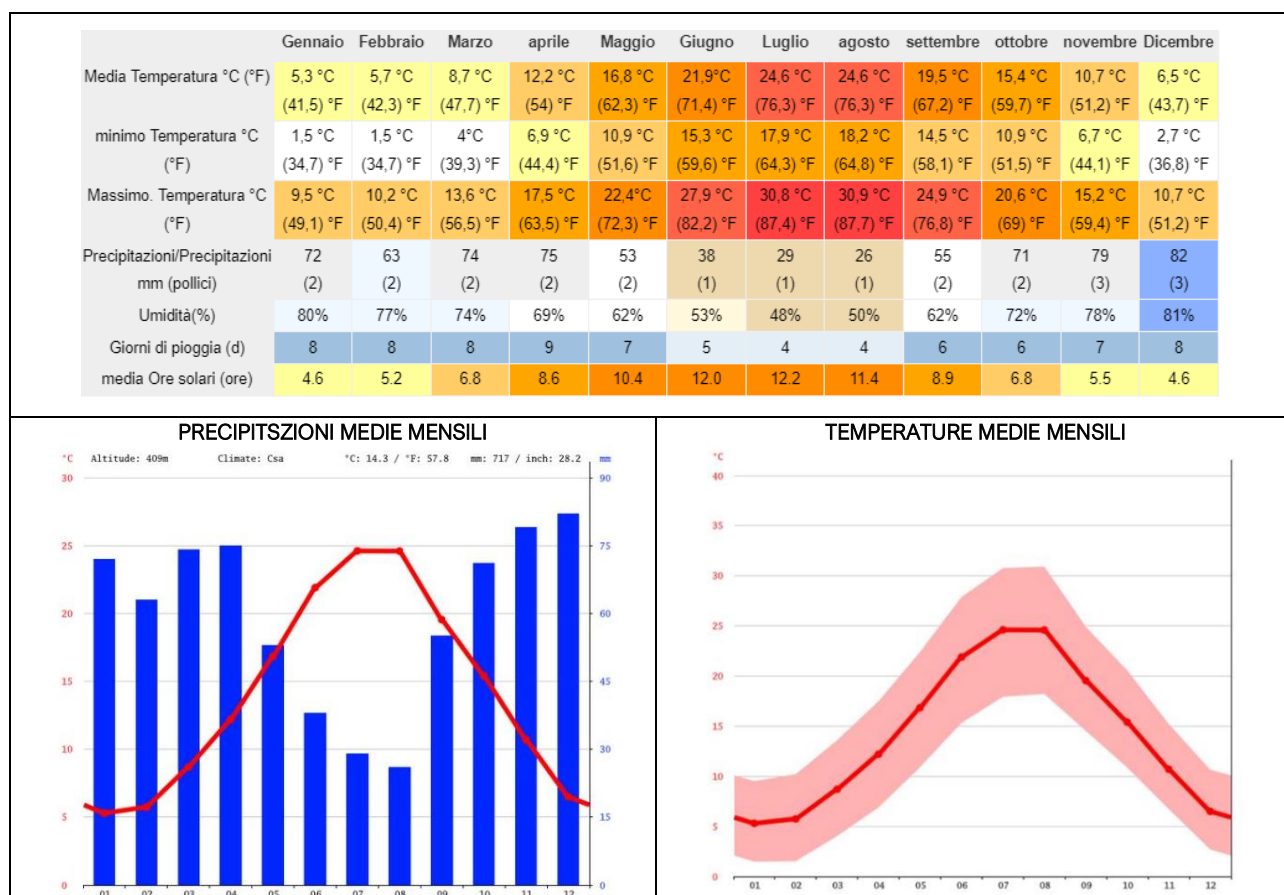 Gennaio Febbraio Marzo aprile Maggio Giugno Luglio agosto settembre ottobre novembre Dicembre
Media Temperatura °C (°F) 5,3 °C 5,7 °C 8,7 °C 12,2 °C 16,8 °C 21,9°C 24,6 °C 24,6 °C 19,5 °C 15,4 °C 10,7 °C 6,5 °C
(41,5) °F (42,3) °F (47,7) °F (54) °F (62,3) °F (71,4) °F (76,3) °F (76,3) °F (67,2) °F (59,7) °F (51,2) °F (43,7) °F
minimo Temperatura °C 1,5 °C 1,5 °C 4°C 6,9 °C 10,9 °C 15,3 °C 17,9 °C 18,2 °C 14,5 °C 10,9 °C 6,7 °C 2,7 °C
(°F) (34,7) °F (34,7) °F (39,3) °F (44,4) °F (51,6) °F (59,6) °F (64,3) °F (64,8) °F (58,1) °F (51,5) °F (44,1) °F (36,8) °F
Massimo. Temperatura °C 9,5 °C 10,2 °C 13,6 °C 17,5 °C 22,4°C 27,9 °C 30,8 °C 30,9 °C 24,9 °C 20,6 °C 15,2 °C 10,7 °C
(°F) (49,1) °F (50,4) °F (56,5) °F (63,5) °F (72,3) °F (82,2) °F (87,4) °F (87,7) °F (76,8) °F (69) °F (59,4) °F (51,2) °F
Precipitazioni/Precipitazioni 72 63 74 75 53 38 29 26 55 71 79 82
mm (pollici) (2) (2) (2) (2) (2) (1) (1) (1) (2) (2) (3) (3)
Umidità(%) 80% 77% 74% 69% 62% 53% 48% 50% 62% 72% 78% 81%
Giorni di pioggia (d) 8 8 8 9 7 5 4 4 6 6 7 8
media Ore solari (ore) 4.6 5.2 6.8 8.6 10.4 12.0 12.2 11.4 8.9 6.8 5.5 4.6
PRECIPITSZIONI MEDIE MENSILI
°C Altitude: 409m Climate: Csa °C: 14.3 / °F: 57.8 mm: 717 / inch: 28.2 mm
30 90
25 75
20 60
15 45
10 30
5 15
0 0
01 02 03 04 05 06 07 08 09 10 11 12
TEMPERATURE MEDIE MENSILI
°C
40
35
30
25
20
15
10
5
0
01 02 03 04 05 06 07 08 09 10 11 12